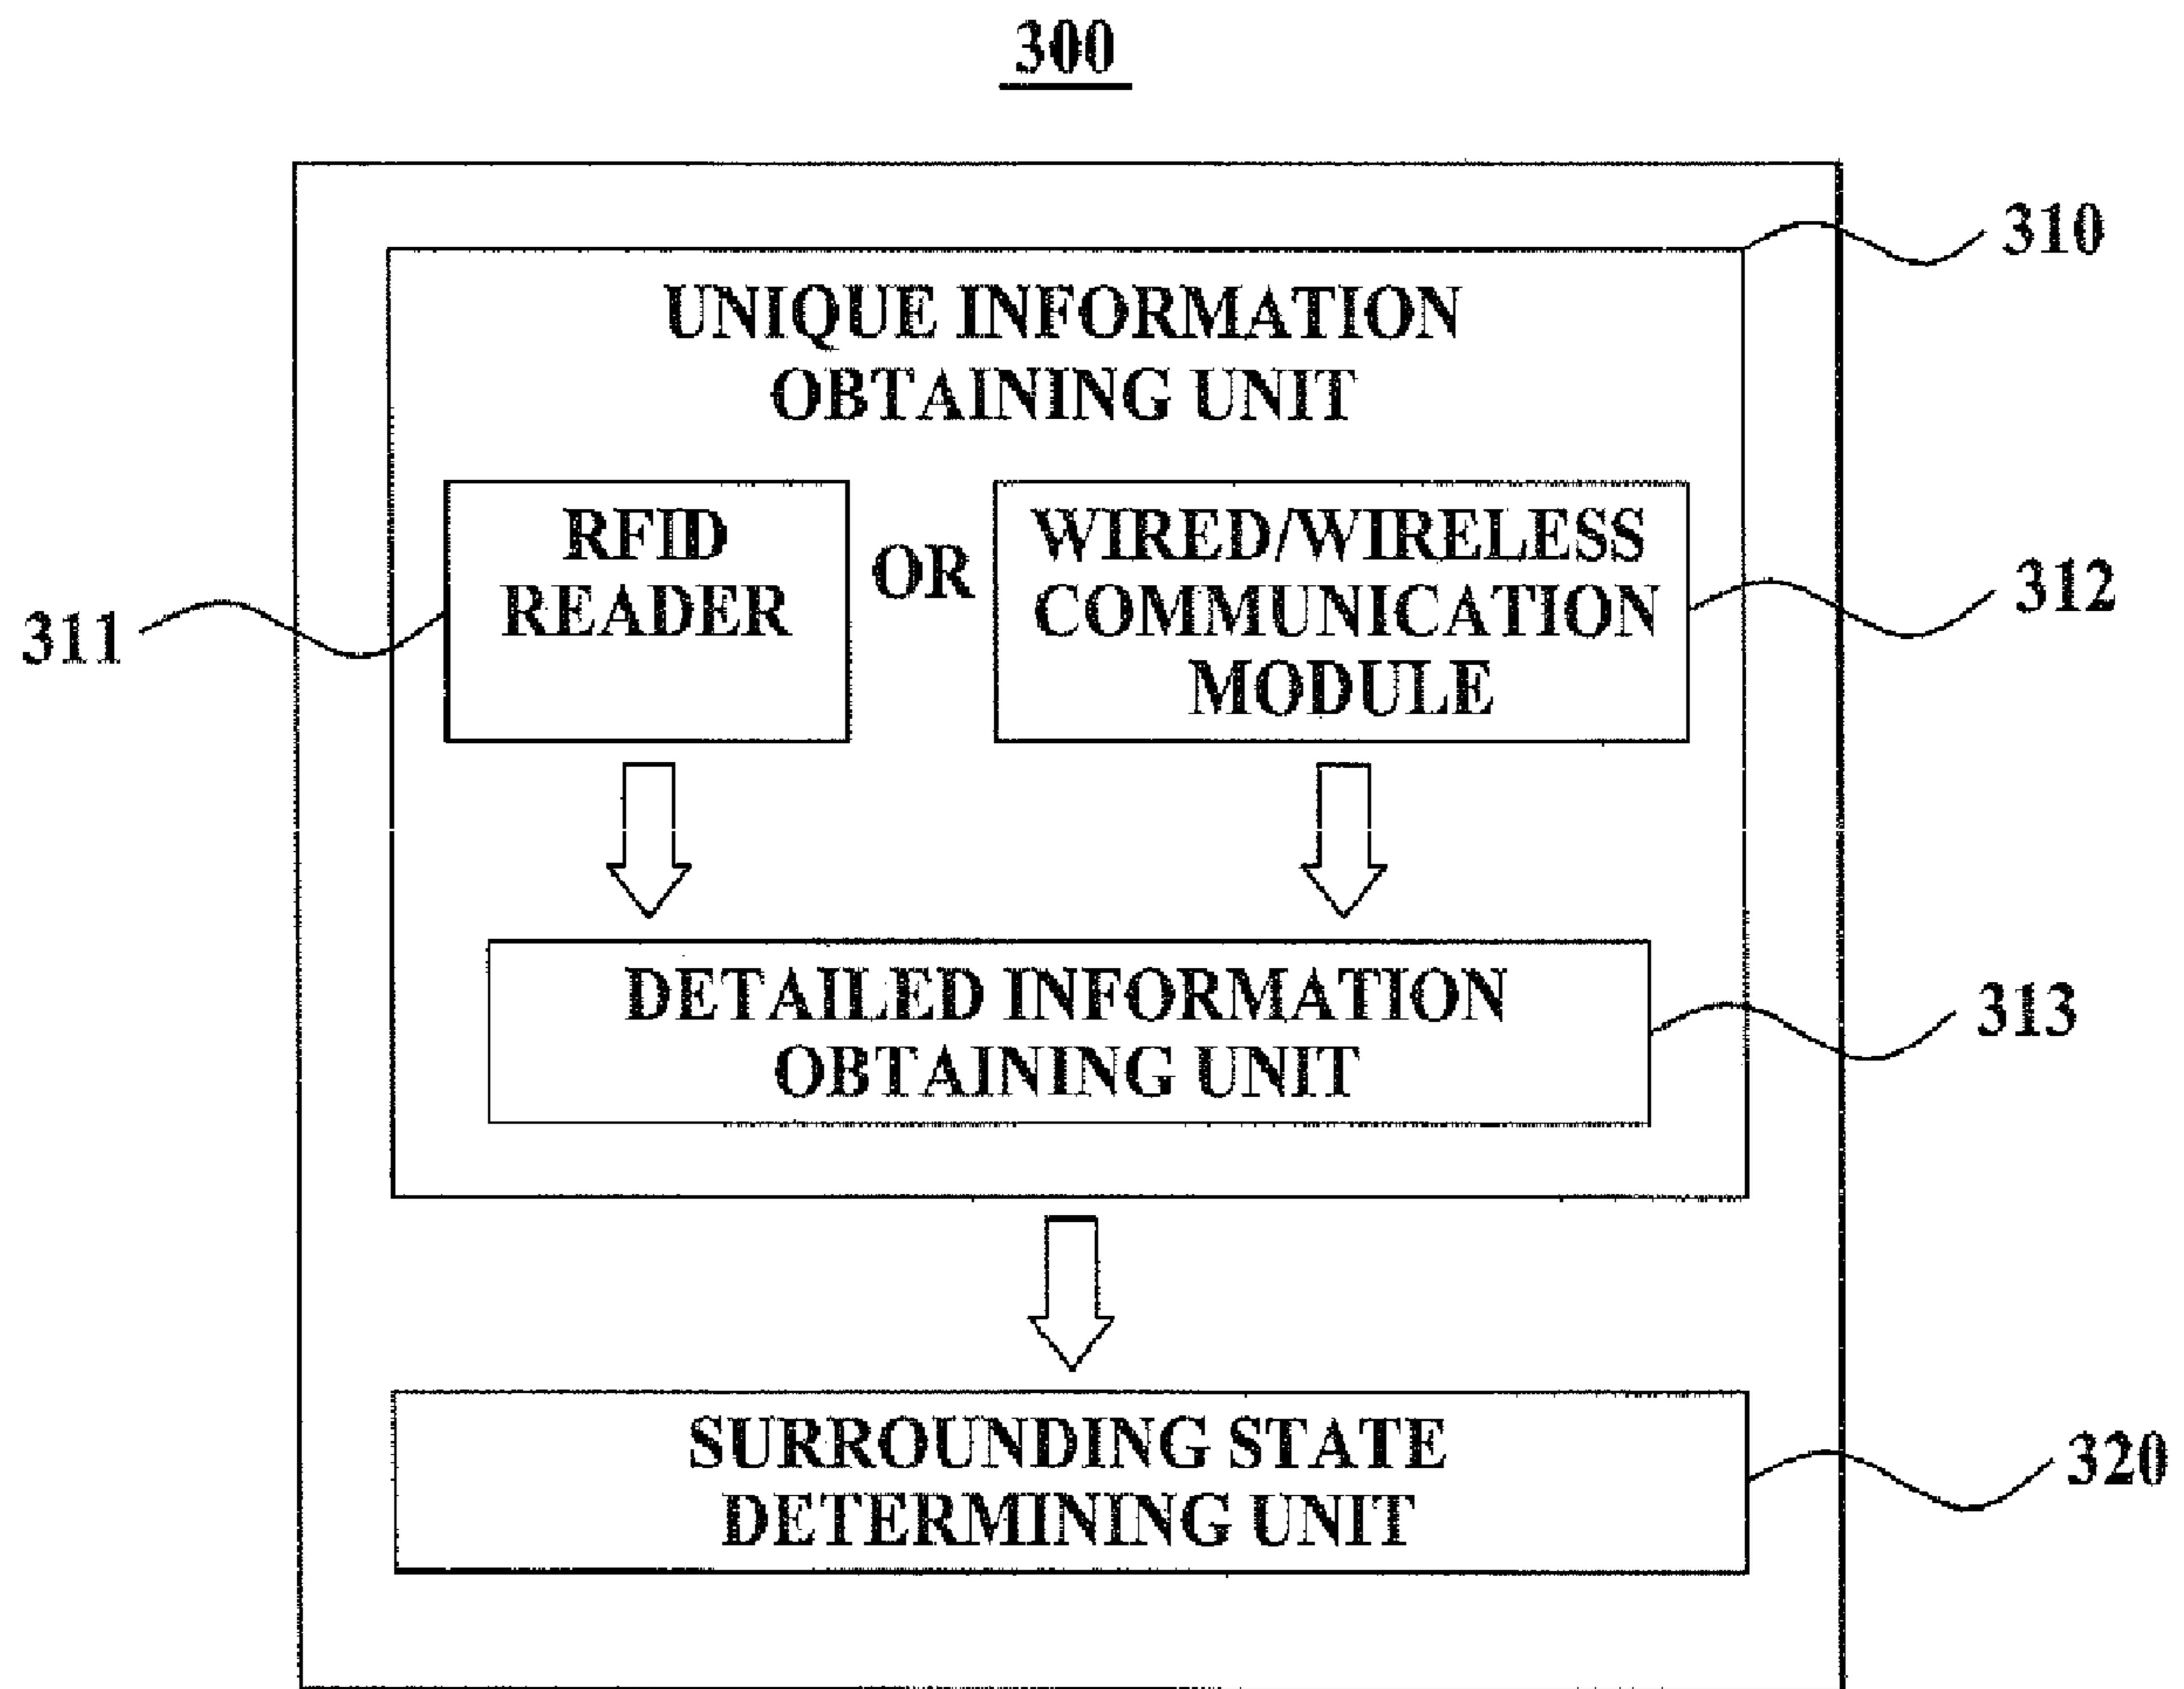 300
310
UNIQUE INFORMATION
OBTAINING UNIT
RFID
READER
OR
WIRED/WIRELESS
COMMUNICATION
MODULE
311
312
DETAILED INFORMATION
OBTAINING UNIT
313
SURROUNDING STATE
DETERMINING UNIT
320